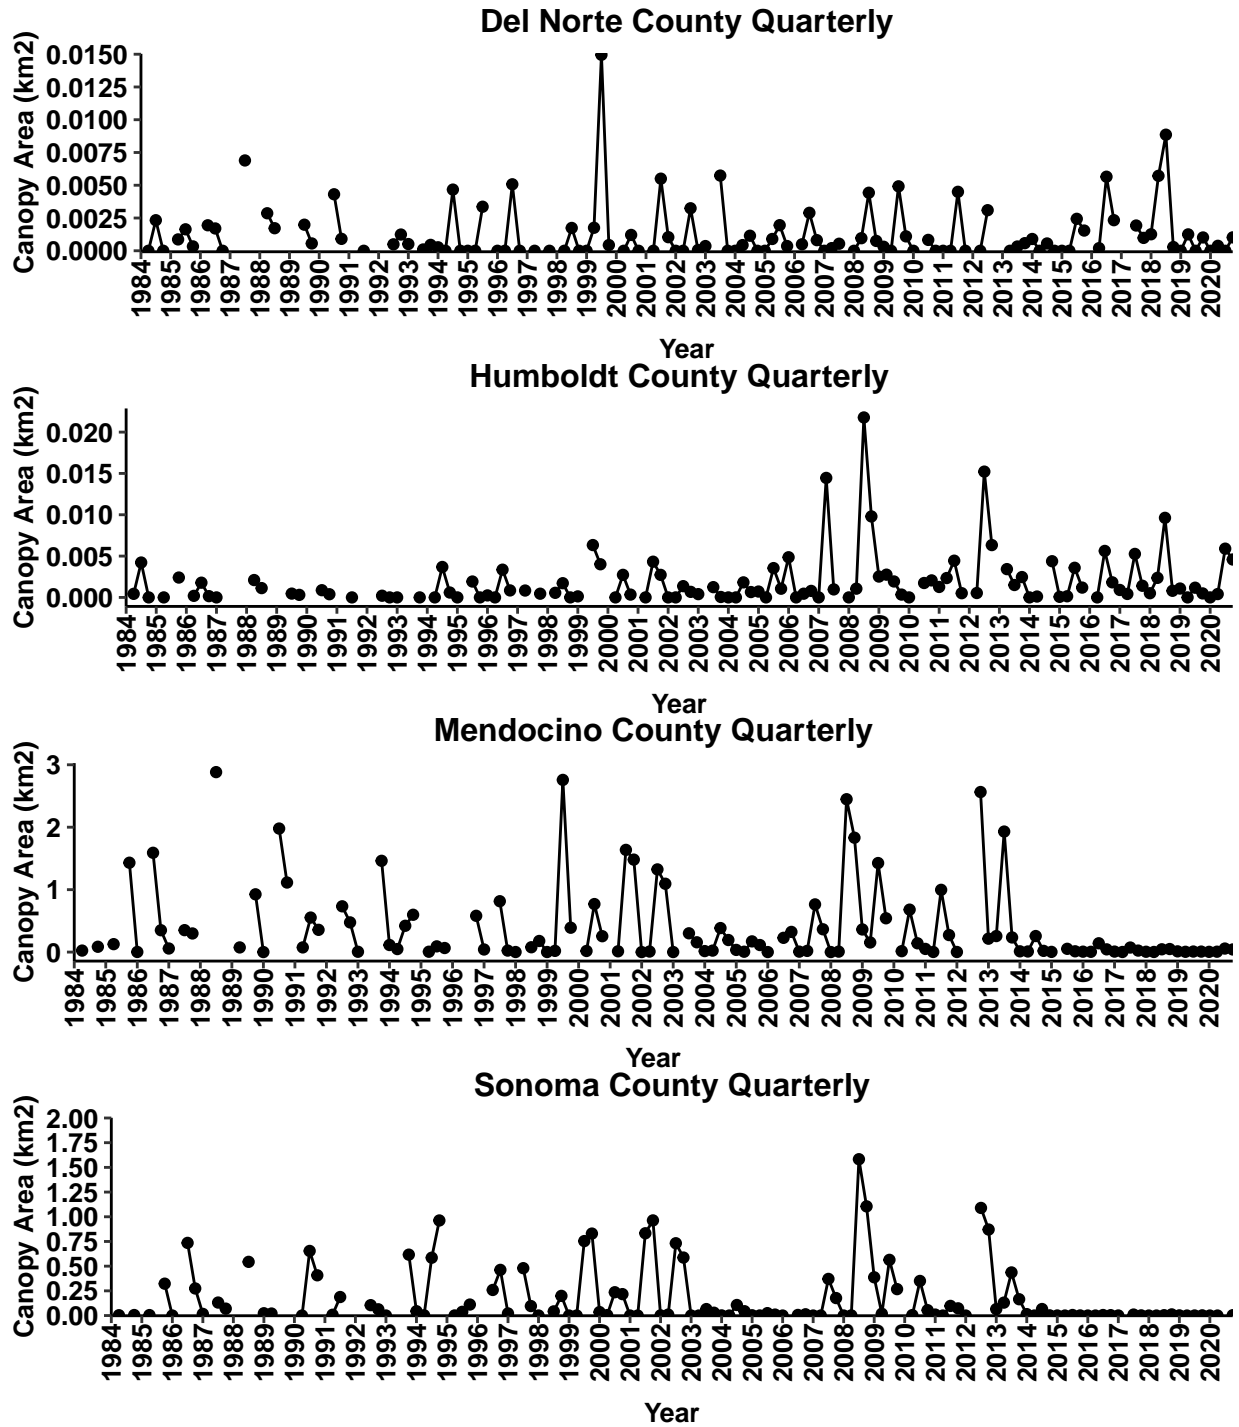 Del Norte County Quarterly
Canopy Area (km2)
0.0150
0.0125
0.0100
0.0075
0.0050
0.0025
0.0000
1984 1985 1986 1987 1988 1989 1990 1991 1992 1993 1994 1995 1996 1997 1998 1999 2000 2001 2002 2003 2004 2005 2006 2007 2008 2009 2010 2011 2012 2013 2014 2015 2016 2017 2018 2019 2020
Year
Humboldt County Quarterly
Canopy Area (km2)
0.020
0.015
0.010
0.005
0.000
1984 1985 1986 1987 1988 1989 1990 1991 1992 1993 1994 1995 1996 1997 1998 1999 2000 2001 2002 2003 2004 2005 2006 2007 2008 2009 2010 2011 2012 2013 2014 2015 2016 2017 2018 2019 2020
Year
Mendocino County Quarterly
Canopy Area (km2)
3
2
1
0
1984 1985 1986 1987 1988 1989 1990 1991 1992 1993 1994 1995 1996 1997 1998 1999 2000 2001 2002 2003 2004 2005 2006 2007 2008 2009 2010 2011 2012 2013 2014 2015 2016 2017 2018 2019 2020
Year
Sonoma County Quarterly
Canopy Area (km2)
2.00
1.75
1.50
1.25
1.00
0.75
0.50
0.25
0.00
1984 1985 1986 1987 1988 1989 1990 1991 1992 1993 1994 1995 1996 1997 1998 1999 2000 2001 2002 2003 2004 2005 2006 2007 2008 2009 2010 2011 2012 2013 2014 2015 2016 2017 2018 2019 2020
Year